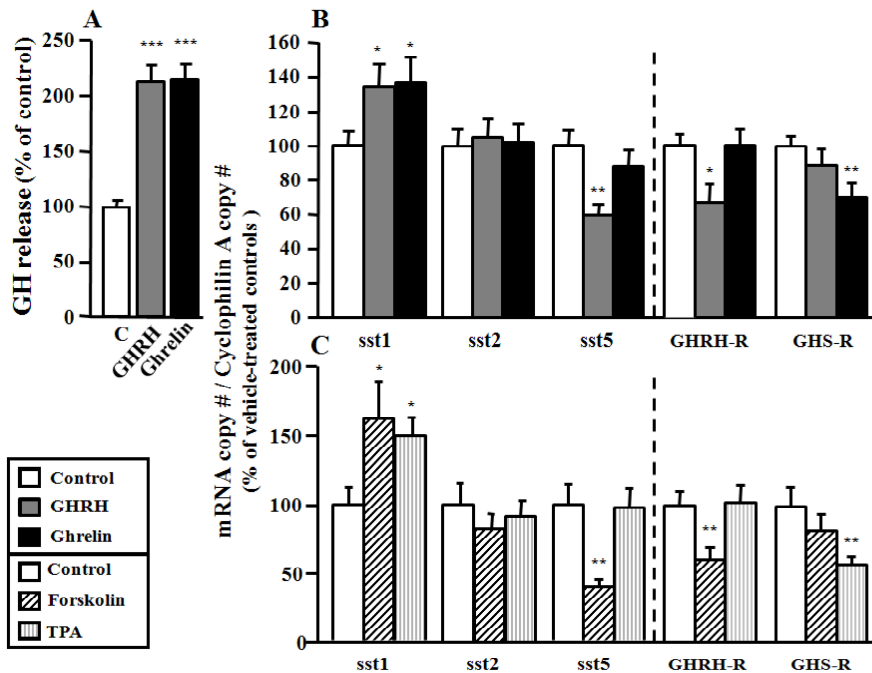 A
GH release (% of control)
250
200
150
100
50
0
*** ***
C
GHRH
Ghrelin
B
mRNA copy # / Cyclophilin A copy #
(% of vehicle-treated controls )
160
140
120
100
80
60
40
20
0
* *
**
*
**
sst1 sst2 sst5 GHRH-R GHS-R
C
200
150
100
50
0
* *
**
**
**
sst1 sst2 sst5 GHRH-R GHS-R
Control
GHRH
Ghrelin
Control
Forskolin
TPA